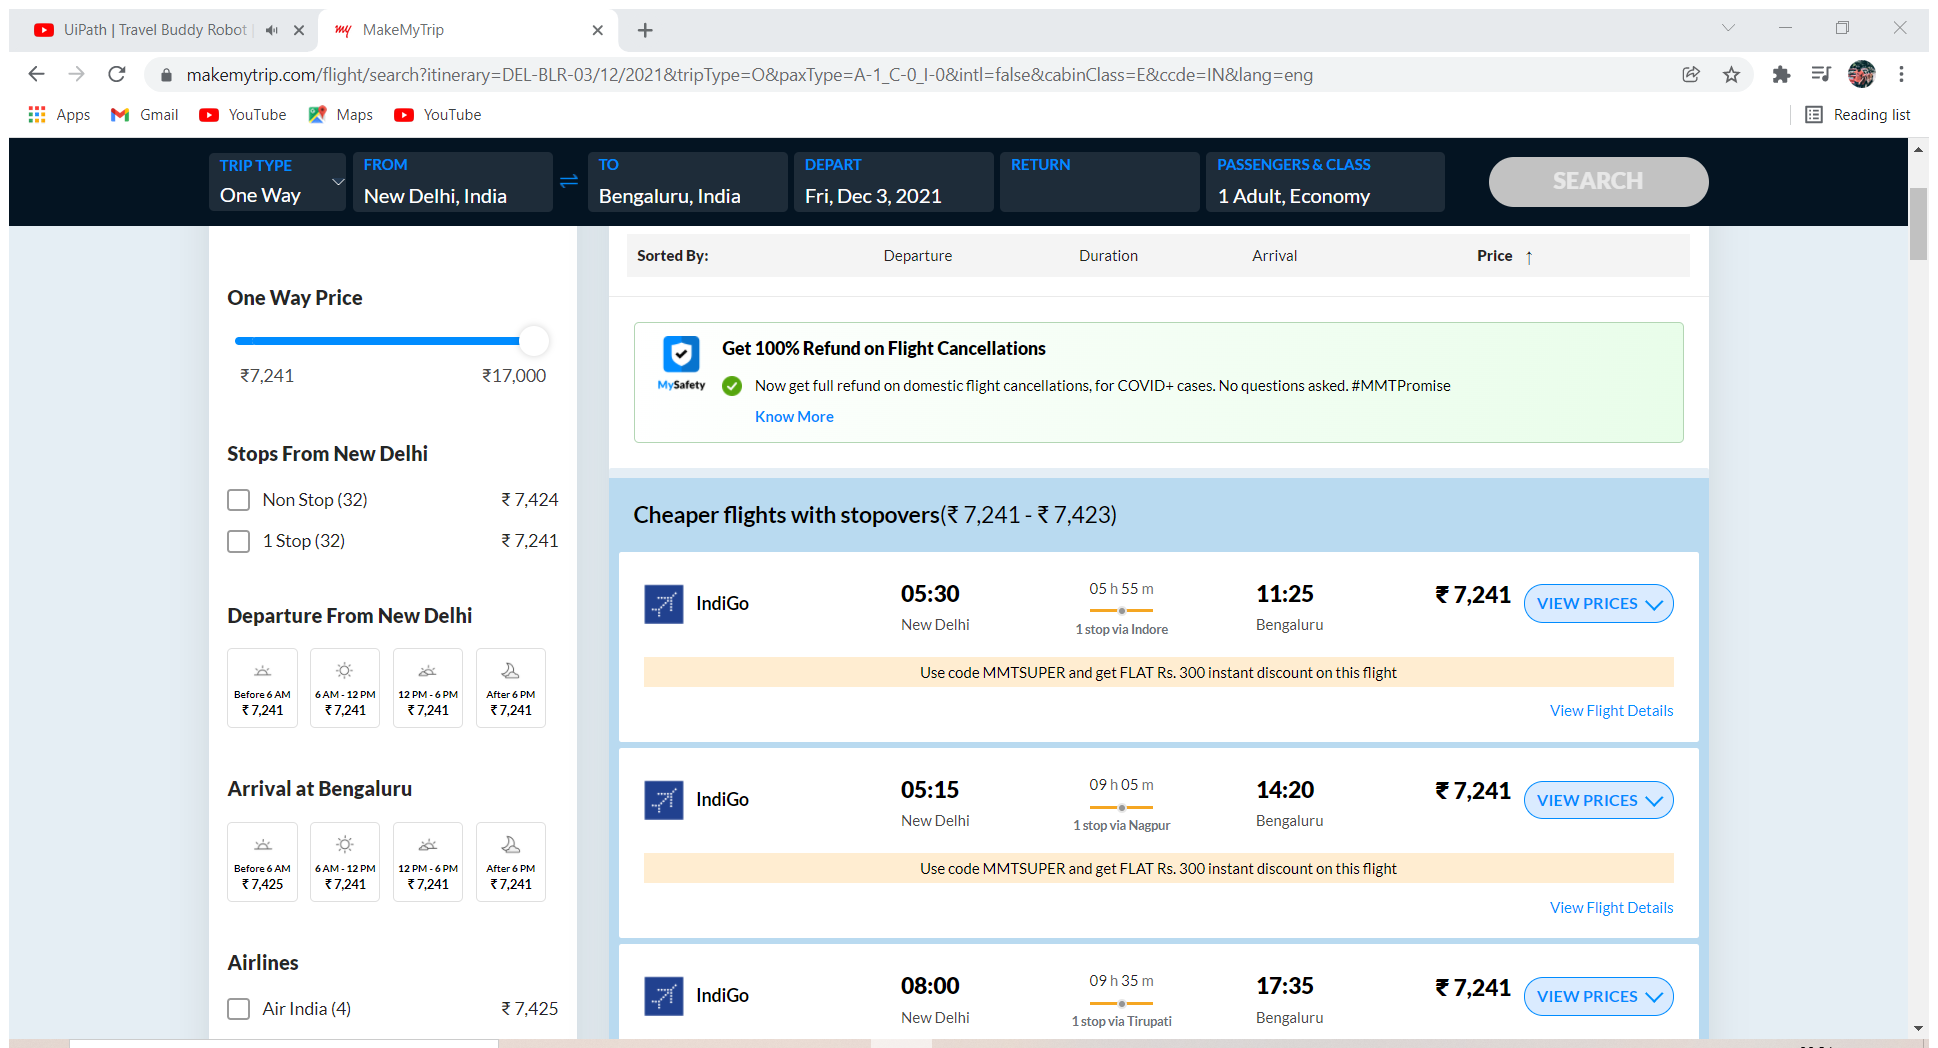 UiPath | Travel Buddy Robot
MakeMyTrip
makemytrip.com/flight/search?itinerary=DEL-BLR-03/12/2021&tripType=O&paxType=A-1_C-0_I-0&intl=false&cabinClass=E&ccde=IN&lang=eng
Apps Gmail YouTube Maps YouTube Reading list
TRIP TYPE FROM TO DEPART RETURN PASSENGERS & CLASS
One Way New Delhi, India Bengaluru, India Fri, Dec 3, 2021 1 Adult, Economy SEARCH
Sorted By: Departure Duration Arrival Price ↑
One Way Price
₹7,241 ₹17,000
Stops From New Delhi
Non Stop (32) ₹ 7,424
1 Stop (32) ₹ 7,241
Departure From New Delhi
Before 6 AM 6 AM - 12 PM 12 PM - 6 PM After 6 PM
₹ 7,241 ₹ 7,241 ₹ 7,241 ₹ 7,241
Arrival at Bengaluru
Before 6 AM 6 AM - 12 PM 12 PM - 6 PM After 6 PM
₹ 7,425 ₹ 7,241 ₹ 7,241 ₹ 7,241
Airlines
Air India (4) ₹ 7,425
Get 100% Refund on Flight Cancellations
MySafety
Now get full refund on domestic flight cancellations, for COVID+ cases. No questions asked. #MMTPromise
Know More
Cheaper flights with stopovers(₹ 7,241 - ₹ 7,423)
IndiGo 05:30 05 h 55 m 11:25 ₹ 7,241 VIEW PRICES
New Delhi 1 stop via Indore Bengaluru
Use code MMTSUPER and get FLAT Rs. 300 instant discount on this flight
View Flight Details
IndiGo 05:15 09 h 05 m 14:20 ₹ 7,241 VIEW PRICES
New Delhi 1 stop via Nagpur Bengaluru
Use code MMTSUPER and get FLAT Rs. 300 instant discount on this flight
View Flight Details
IndiGo 08:00 09 h 35 m 17:35 ₹ 7,241 VIEW PRICES
New Delhi 1 stop via Tirupati Bengaluru